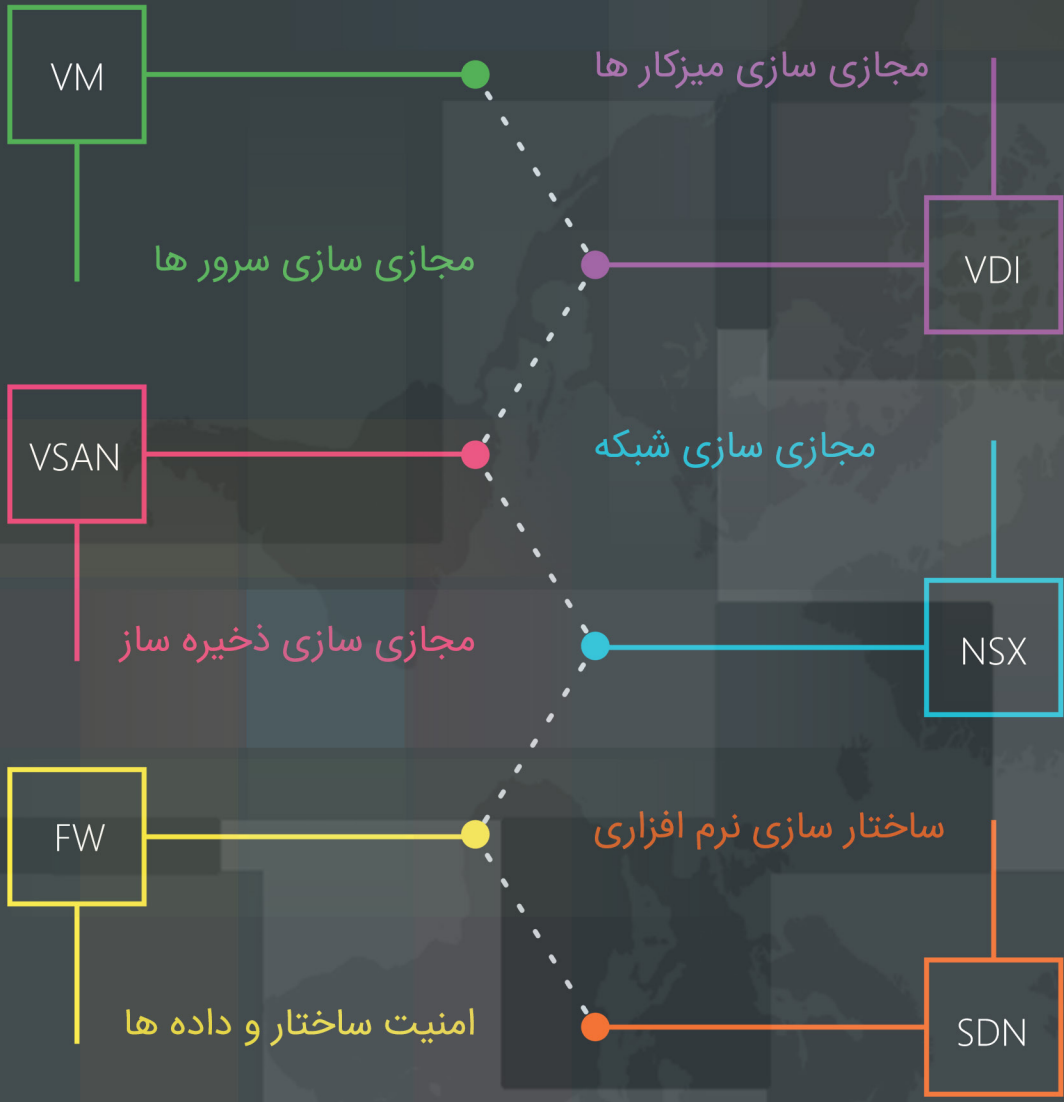 VM
مجازی سازی سرور ها
مجازی سازی میزکار ها
VDI
VSAN
مجازی سازی ذخیره ساز
مجازی سازی شبکه
NSX
FW
امنیت ساختار و داده ها
ساختار سازی نرم افزاری
SDN